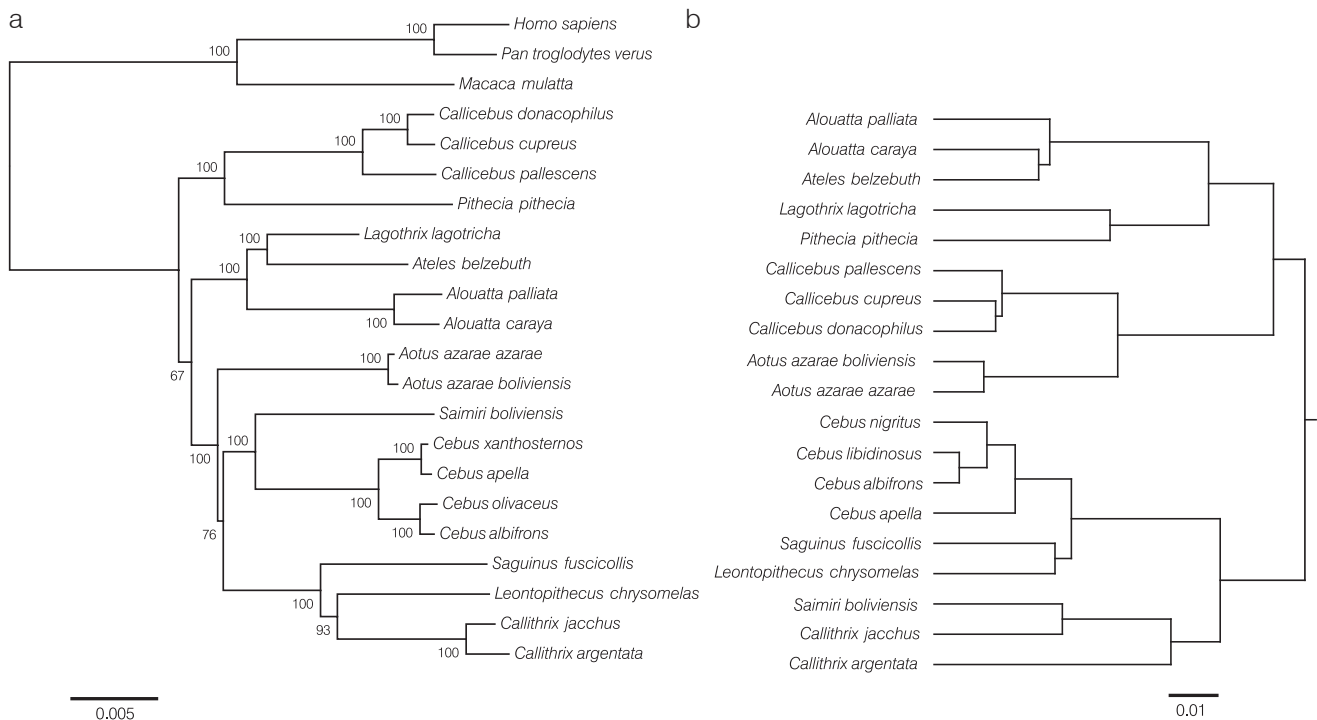 a
Homo sapiens
100
100
Pan troglodytes verus
Macaca mulatta
Callicebus donacophilus
100
100
Callicebus cupreus
100
Callicebus pallescens
Pithecia pithecia
Lagothrix lagotricha
100
100
Ateles belzebuth
Alouatta palliata
100
Alouatta caraya
67
Aotus azarae azarae
100
Aotus azarae boliviensis
Saimiri boliviensis
100
100
Cebus xanthosternos
100
Cebus apella
100
Cebus olivaceus
100
Cebus albifrons
76
Saguinus fuscicollis
100
Leontopithecus chrysomelas
93
Callithrix jacchus
100
Callithrix argentata
0.005
b
Alouatta palliata
Alouatta caraya
Ateles belzebuth
Lagothrix lagotricha
Pithecia pithecia
Callicebus pallescens
Callicebus cupreus
Callicebus donacophilus
Aotus azarae boliviensis
Aotus azarae azarae
Cebus nigritus
Cebus libidinosus
Cebus albifrons
Cebus apella
Saguinus fuscicollis
Leontopithecus chrysomelas
Saimiri boliviensis
Callithrix jacchus
Callithrix argentata
0.01